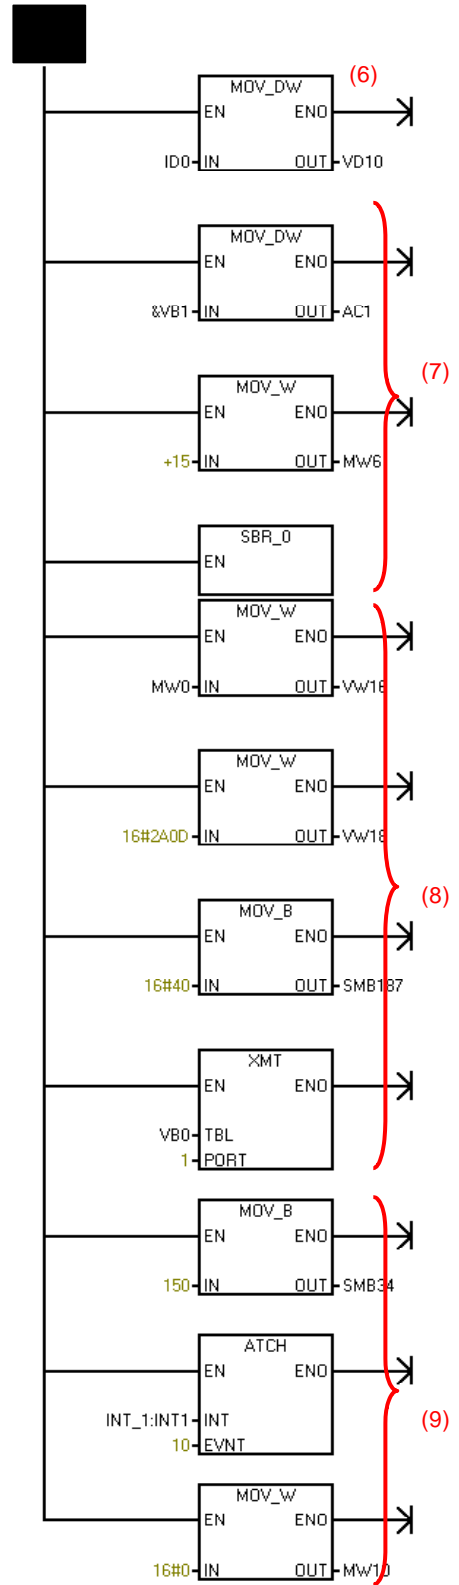 MOV_DW (6)
EN ENO
ID0 IN OUT VD10
MOV_DW
EN ENO
&VB1 IN OUT AC1
(7)
MOV_W
EN ENO
+15 IN OUT MW6
SBR_0
EN
MOV_W
EN ENO
MW0 IN OUT VW16
MOV_W
EN ENO
16#2A0D IN OUT VW18
(8)
MOV_B
EN ENO
16#40 IN OUT SMB187
XMT
EN ENO
VB0 TBL
1 PORT
MOV_B
EN ENO
150 IN OUT SMB34
ATCH
EN ENO
INT_1:INT1 INT (9)
10 EVNT
MOV_W
EN ENO
16#0 IN OUT MW10